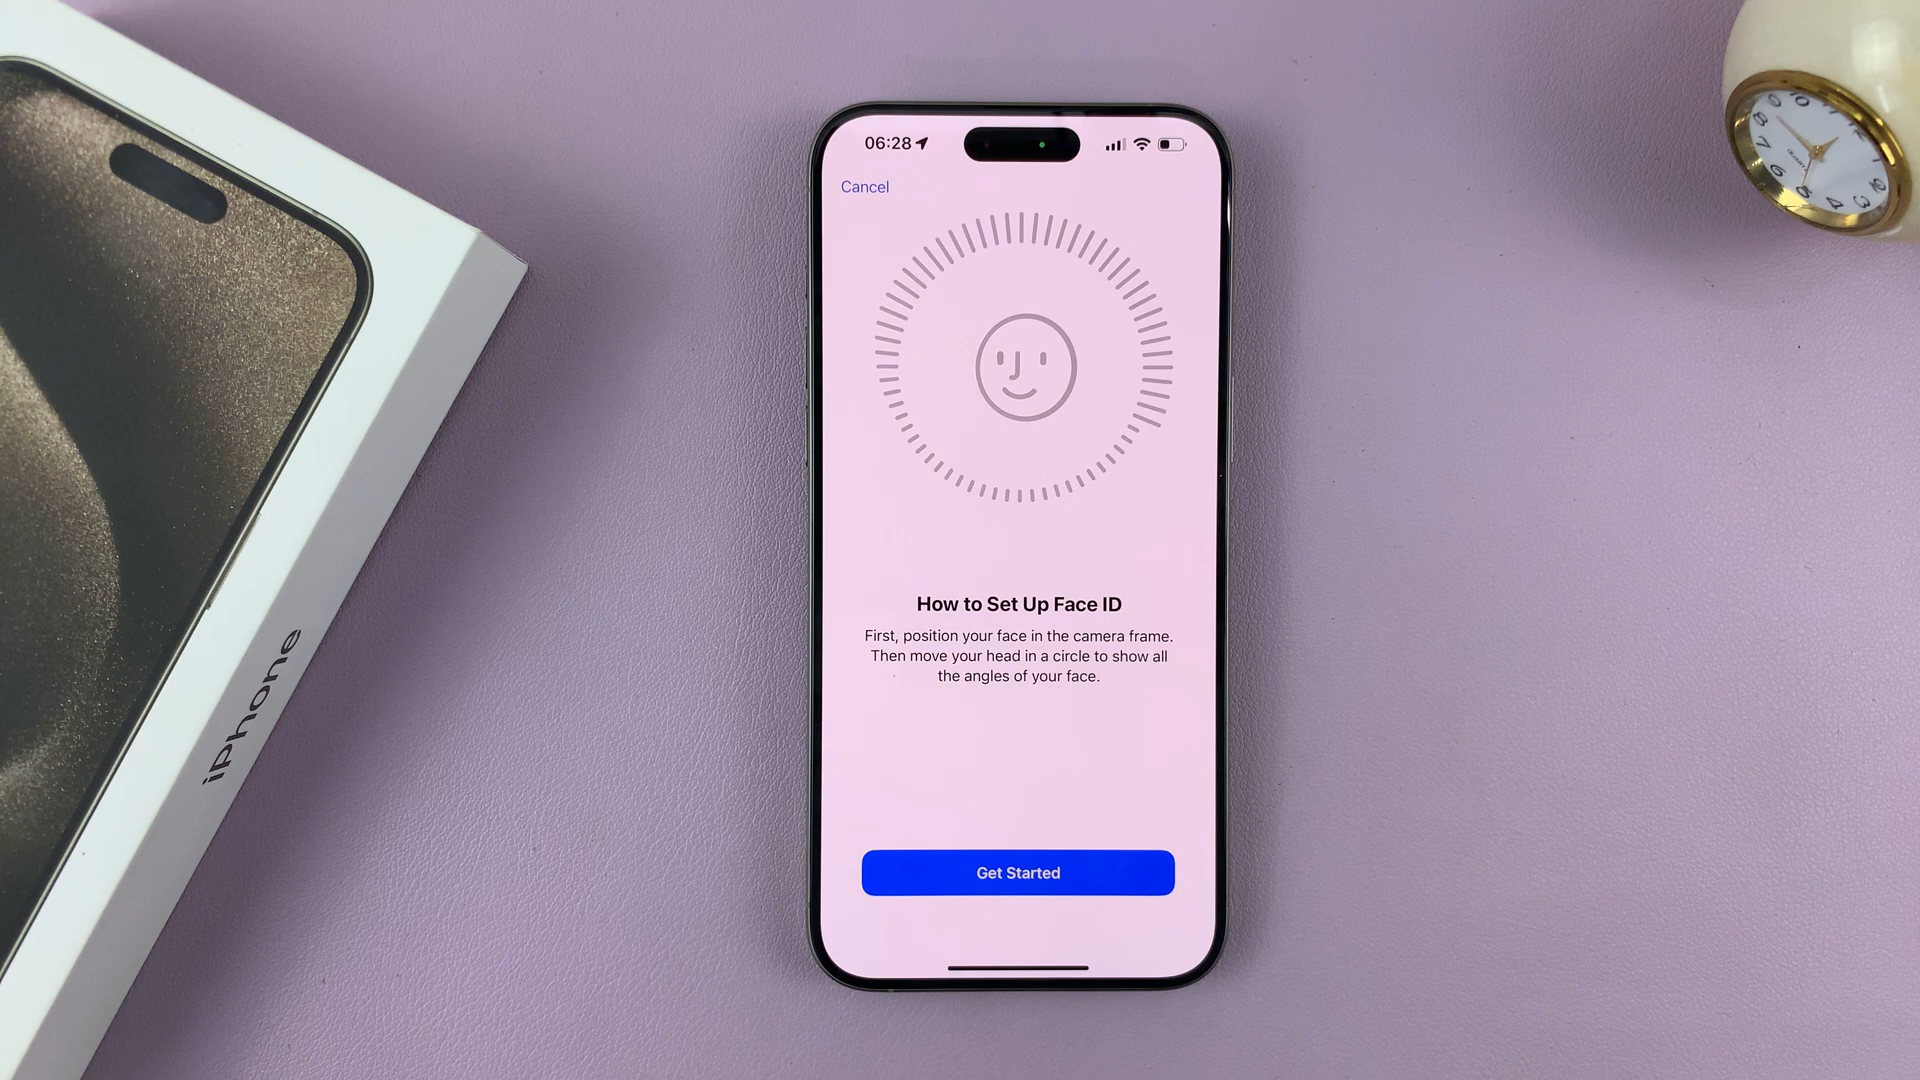 06:28
Cancel
How to Set Up Face ID
First, position your face in the camera frame.
Then move your head in a circle to show all
the angles of your face.
Get Started
iPhone